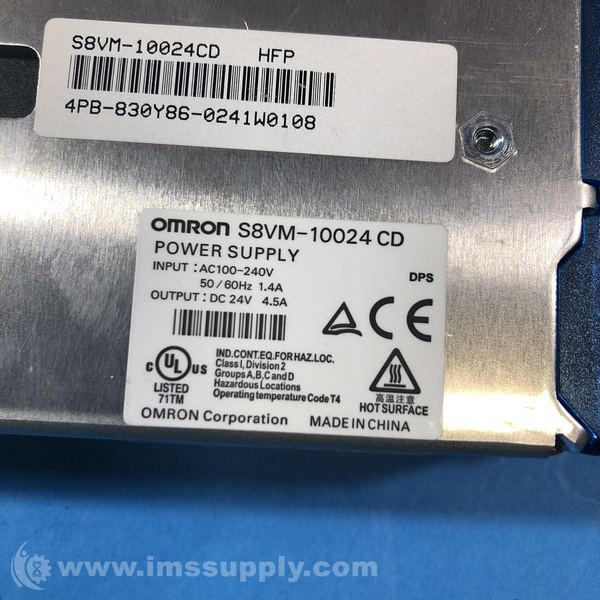 S8VM-10024CD HFP
4PB-830Y86-0241W0108
OMRON S8VM-10024 CD
POWER SUPPLY
INPUT : AC100-240V
50/60Hz 1.4A
OUTPUT : DC 24V 4.5A
DPS
CE
C UL US
LISTED
71TM
IND.CONT.EQ.FOR HAZ.LOC.
Class I, Division 2
Groups A,B,C and D
Hazardous Locations
Operating temperature Code T4
高温注意
HOT SURFACE
OMRON Corporation MADE IN CHINA
www.imssupply.com